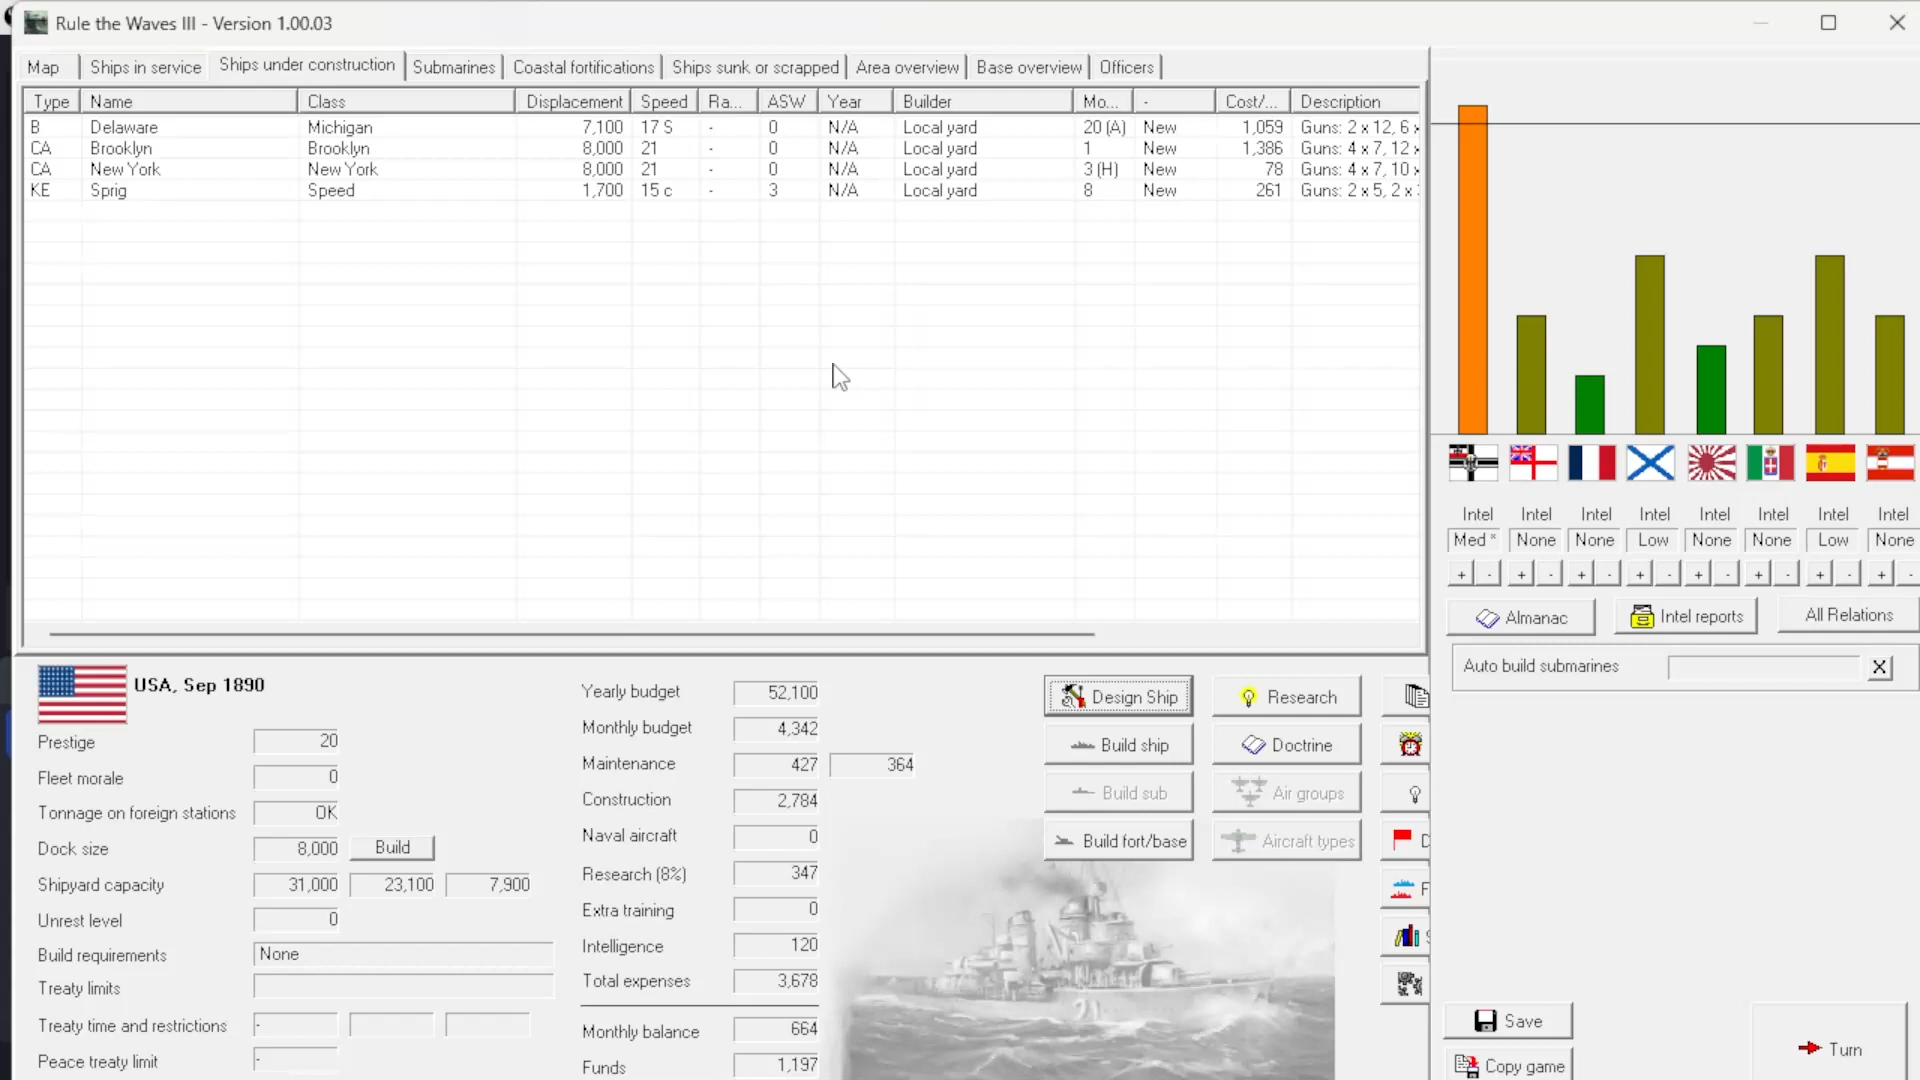 Rule the Waves III - Version 1.00.03
Map Ships in service Ships under construction Submarines Coastal fortifications Ships sunk or scrapped Area overview Base overview Officers
Type Name Class Displacement Speed Ra... ASW Year Builder Mo... - Cost/... Description
B Delaware Michigan 7,100 17 S - 0 N/A Local yard 20 (A) New 1,059 Guns: 2 x 12, 6 x
CA Brooklyn Brooklyn 8,000 21 - 0 N/A Local yard 1 New 1,386 Guns: 4 x 7, 12 x
CA New York New York 8,000 21 - 0 N/A Local yard 3 (H) New 78 Guns: 4 x 7, 10 x
KE Sprig Speed 1,700 15 c - 3 N/A Local yard 8 New 261 Guns: 2 x 5, 2 x
Intel Intel Intel Intel Intel Intel Intel Intel
Med * None None Low None None Low None
+ - + - + - + - + - + - + - + -
Almanac Intel reports All Relations
Auto build submarines X
USA, Sep 1890
Prestige 20
Fleet morale 0
Tonnage on foreign stations OK
Dock size 8,000 Build
Shipyard capacity 31,000 23,100 7,900
Unrest level 0
Build requirements None
Treaty limits
Treaty time and restrictions -
Peace treaty limit -
Yearly budget 52,100
Monthly budget 4,342
Maintenance 427 364
Construction 2,784
Naval aircraft 0
Research (8%) 347
Extra training 0
Intelligence 120
Total expenses 3,678
Monthly balance 664
Funds 1,197
Design Ship Research
Build ship Doctrine
Build sub Air groups
Build fort/base Aircraft types
D
F
S
Save
Copy game
Turn